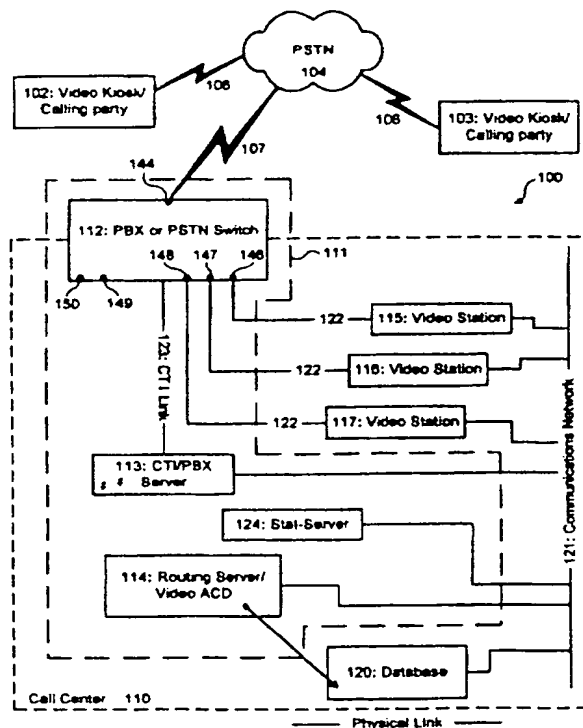 PSTN
104
106
102: Video Kiosk/
Calling party
106
103: Video Kiosk/
Calling party
107
144
100
112: PBX or PSTN Switch
111
148
147
146
150
149
122
115: Video Station
122
116: Video Station
123: CTI Link
122
117: Video Station
113: CTI/PBX
Server
121: Communications Network
124: Stat-Server
114: Routing Server/
Video ACD
120: Database
Call Center 110
Physical Link